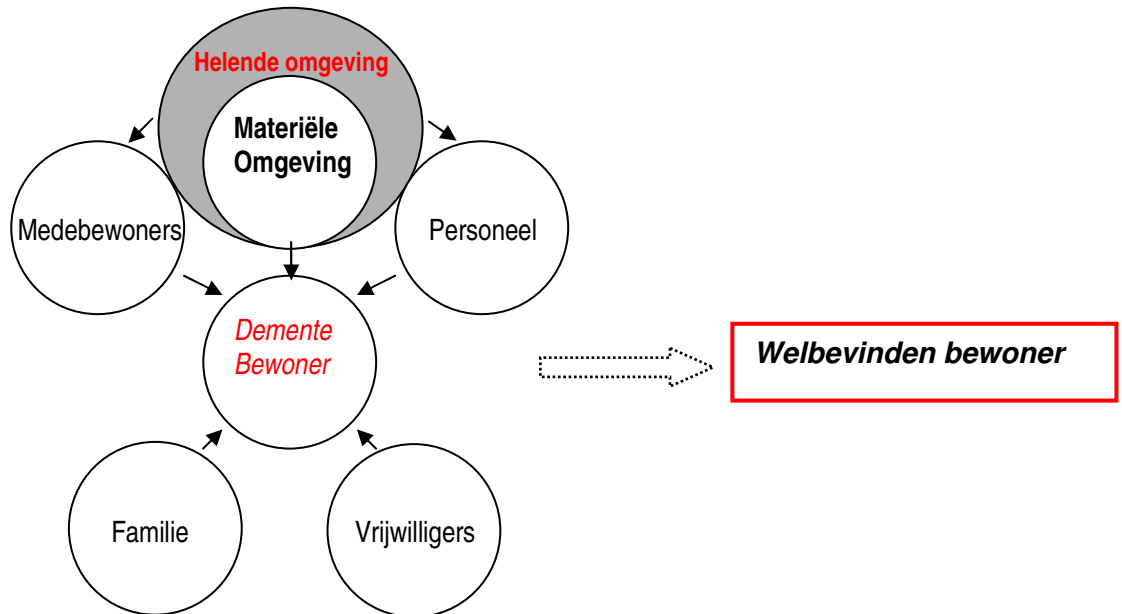 Helende omgeving
Materiële
Omgeving
Medebewoners
Personeel
Demente
Bewoner
Welbevinden bewoner
Familie
Vrijwilligers